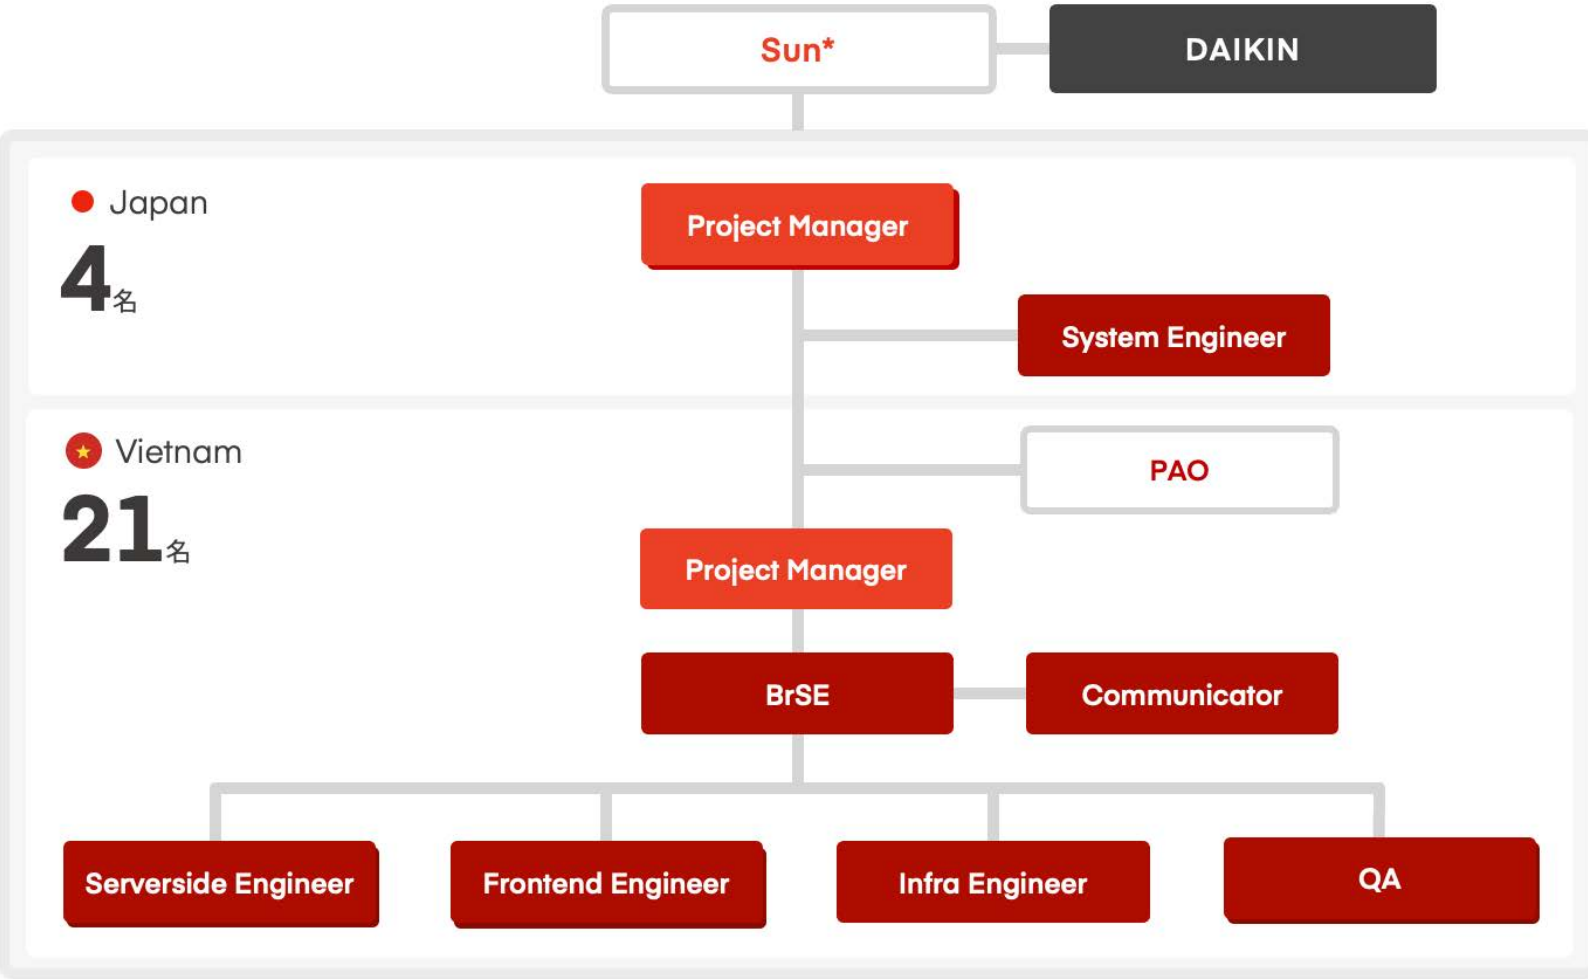 Sun*
DAIKIN
Japan
4名
Project Manager
System Engineer
Vietnam
21名
PAO
Project Manager
BrSE
Communicator
Serverside Engineer
Frontend Engineer
Infra Engineer
QA